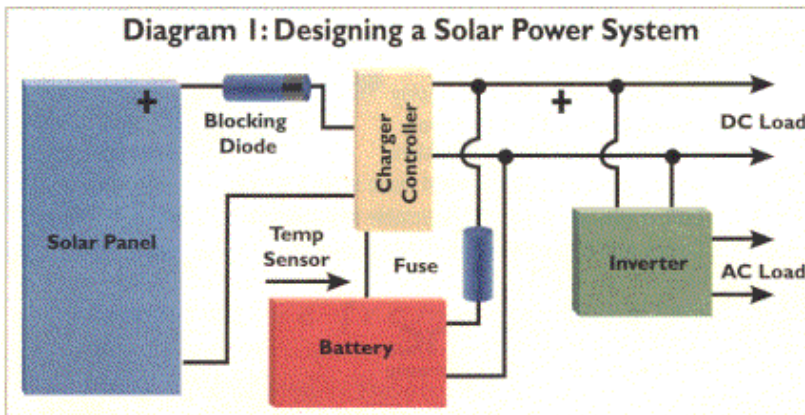 Diagram 1: Designing a Solar Power System
+
Blocking
Diode
Charger
Controller
+
DC Load
Solar Panel
Temp
Sensor
Fuse
Inverter
AC Load
Battery